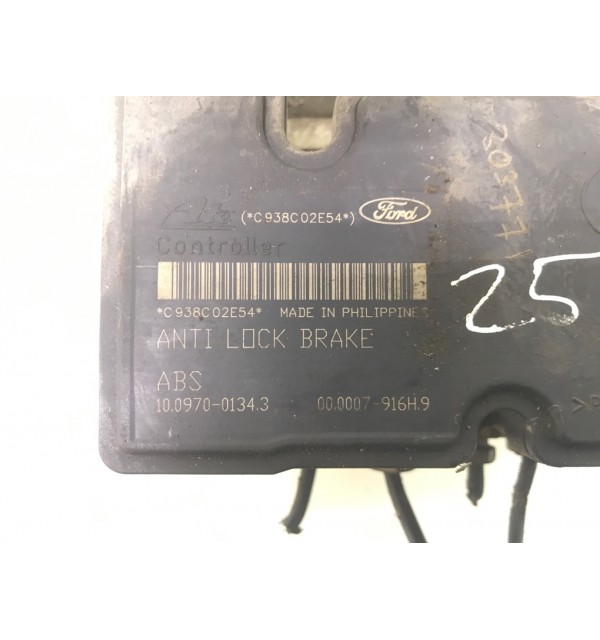 Ate (*C938C02E54*) Ford
Controller
*C938C02E54* MADE IN PHILIPPINES
ANTI LOCK BRAKE
ABS
10.0970-0134.3 00.0007-916H.9
25
>P